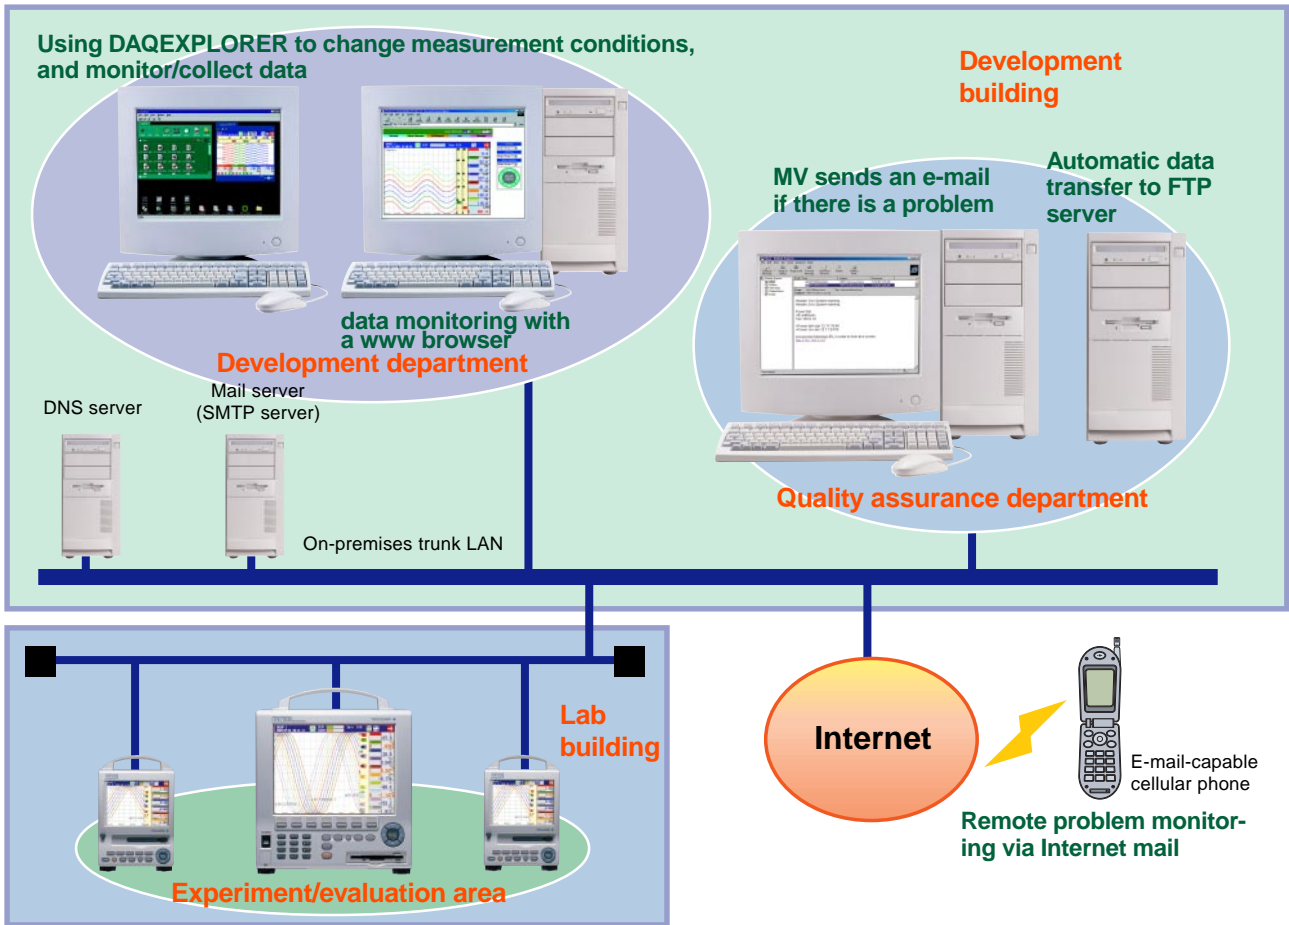 Using DAQEXPLORER to change measurement conditions,
and monitor/collect data
Development
building
MV sends an e-mail
if there is a problem
Automatic data
transfer to FTP
server
data monitoring with
a www browser
Development department
DNS server
Mail server
(SMTP server)
Quality assurance department
On-premises trunk LAN
Lab
building
Internet
E-mail-capable
cellular phone
Remote problem monitor-
ing via Internet mail
Experiment/evaluation area